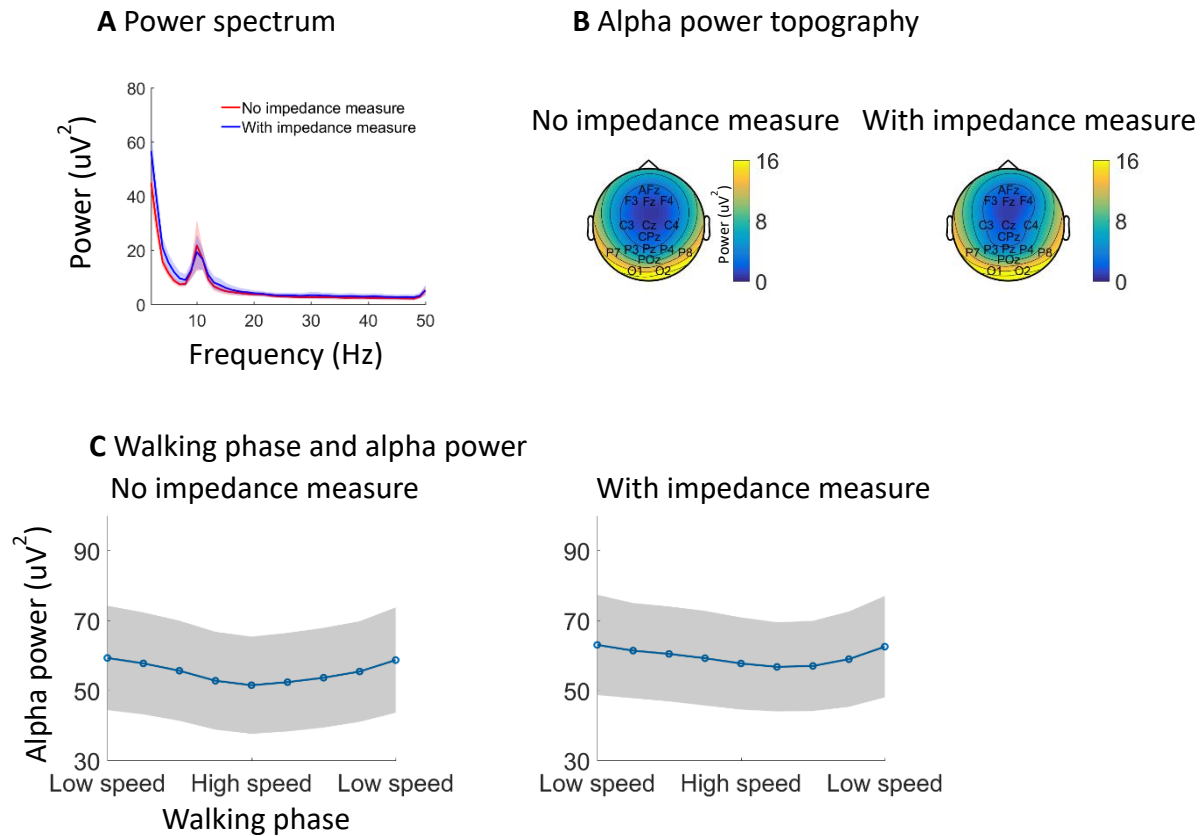 A Power spectrum
80
60
40
20
0
10
20
30
40
50
Power (uV²)
Frequency (Hz)
No impedance measure
With impedance measure
B Alpha power topography
No impedance measure
AFz
F3 Fz F4
C3 Cz C4
CPz
P7 P3 Pz P4 P8
POz
O1 O2
16
8
0
Power (uV²)
With impedance measure
AFz
F3 Fz F4
C3 Cz C4
CPz
P7 P3 Pz P4 P8
POz
O1 O2
16
8
0
C Walking phase and alpha power
No impedance measure
Alpha power (uV²)
90
70
50
30
Low speed High speed Low speed
Walking phase
With impedance measure
90
70
50
30
Low speed High speed Low speed